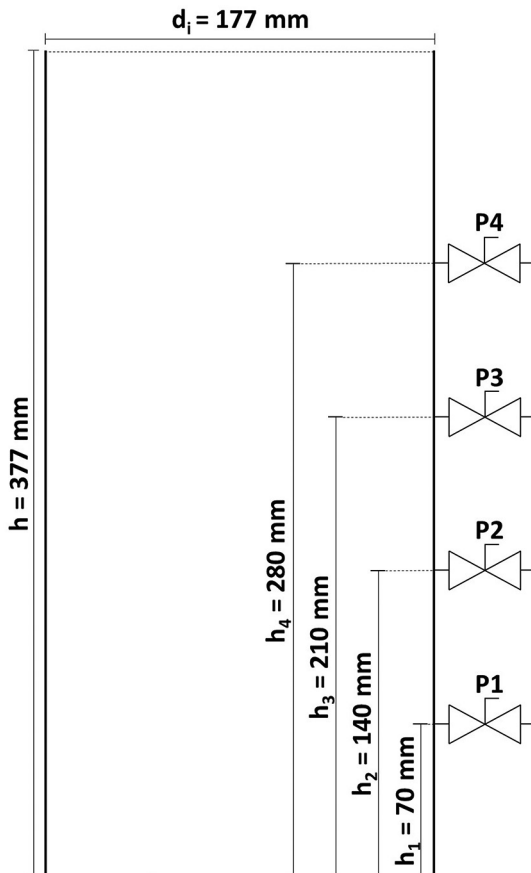 dᵢ = 177 mm
P4
P3
h = 377 mm
h₄ = 280 mm
P2
h₃ = 210 mm
P1
h₂ = 140 mm
h₁ = 70 mm